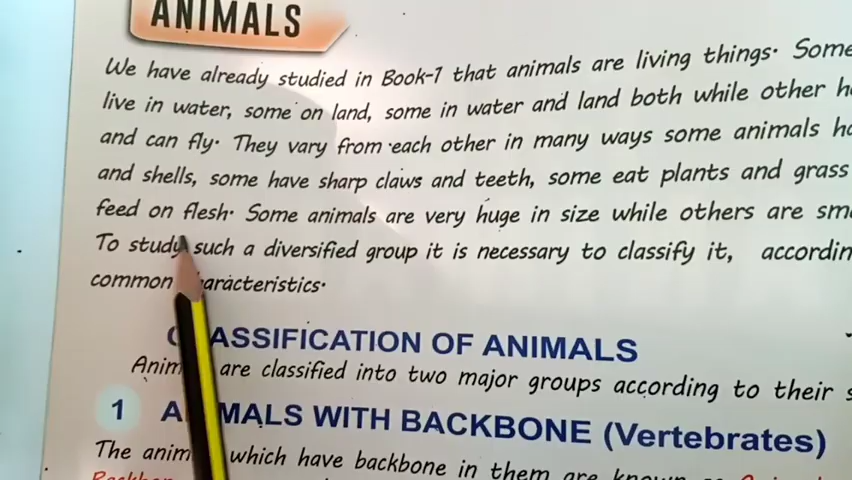 ANIMALS
We have already studied in Book-1 that animals are living things. Some
live in water, some on land, some in water and land both while other
and can fly. They vary from each other in many ways some animals
and shells, some have sharp claws and teeth, some eat plants and grass
feed on flesh. Some animals are very huge in size while others are
To study such a diversified group it is necessary to classify it,
common
CLASSIFICATION OF ANIMALS
are classified into two major groups according to their
1 WITH BACKBONE (Vertebrates)
The which have backbone in them are